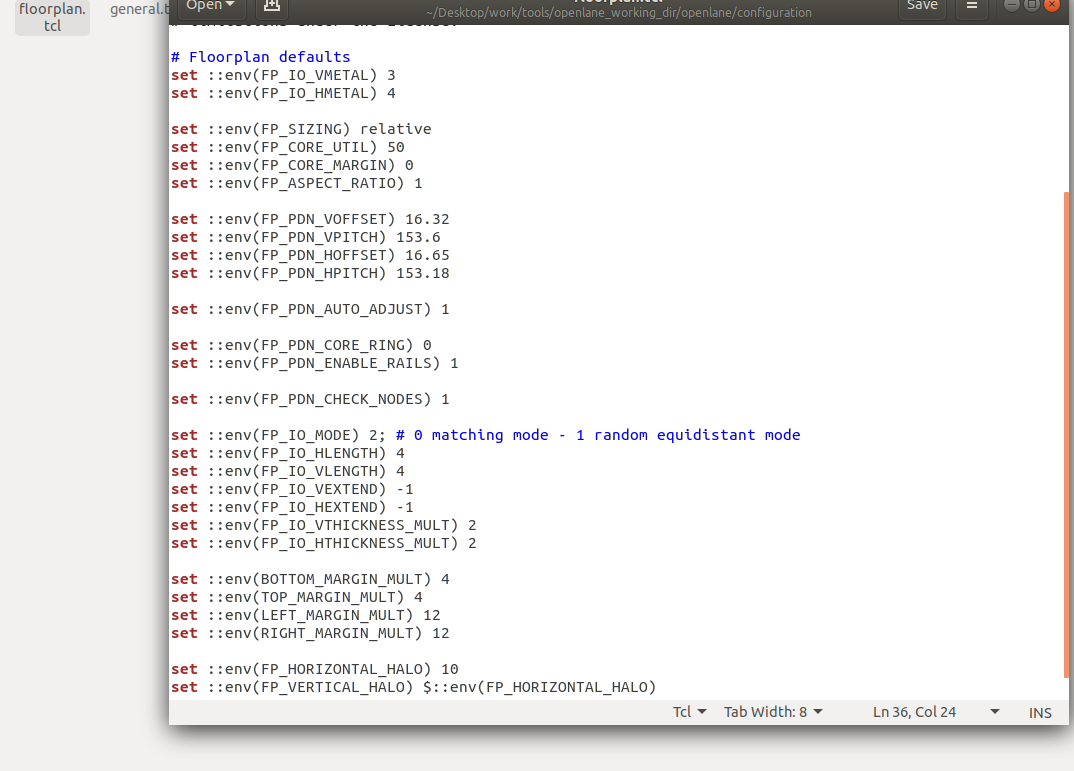 floorplan.
tcl
general.t
Open
~/Desktop/work/tools/openlane_working_dir/openlane/configuration
Save
# Floorplan defaults
set ::env(FP_IO_VMETAL) 3
set ::env(FP_IO_HMETAL) 4
set ::env(FP_SIZING) relative
set ::env(FP_CORE_UTIL) 50
set ::env(FP_CORE_MARGIN) 0
set ::env(FP_ASPECT_RATIO) 1
set ::env(FP_PDN_VOFFSET) 16.32
set ::env(FP_PDN_VPITCH) 153.6
set ::env(FP_PDN_HOFFSET) 16.65
set ::env(FP_PDN_HPITCH) 153.18
set ::env(FP_PDN_AUTO_ADJUST) 1
set ::env(FP_PDN_CORE_RING) 0
set ::env(FP_PDN_ENABLE_RAILS) 1
set ::env(FP_PDN_CHECK_NODES) 1
set ::env(FP_IO_MODE) 2; # 0 matching mode - 1 random equidistant mode
set ::env(FP_IO_HLENGTH) 4
set ::env(FP_IO_VLENGTH) 4
set ::env(FP_IO_VEXTEND) -1
set ::env(FP_IO_HEXTEND) -1
set ::env(FP_IO_VTHICKNESS_MULT) 2
set ::env(FP_IO_HTHICKNESS_MULT) 2
set ::env(BOTTOM_MARGIN_MULT) 4
set ::env(TOP_MARGIN_MULT) 4
set ::env(LEFT_MARGIN_MULT) 12
set ::env(RIGHT_MARGIN_MULT) 12
set ::env(FP_HORIZONTAL_HALO) 10
set ::env(FP_VERTICAL_HALO) $::env(FP_HORIZONTAL_HALO)
Tcl Tab Width: 8 Ln 36, Col 24 INS